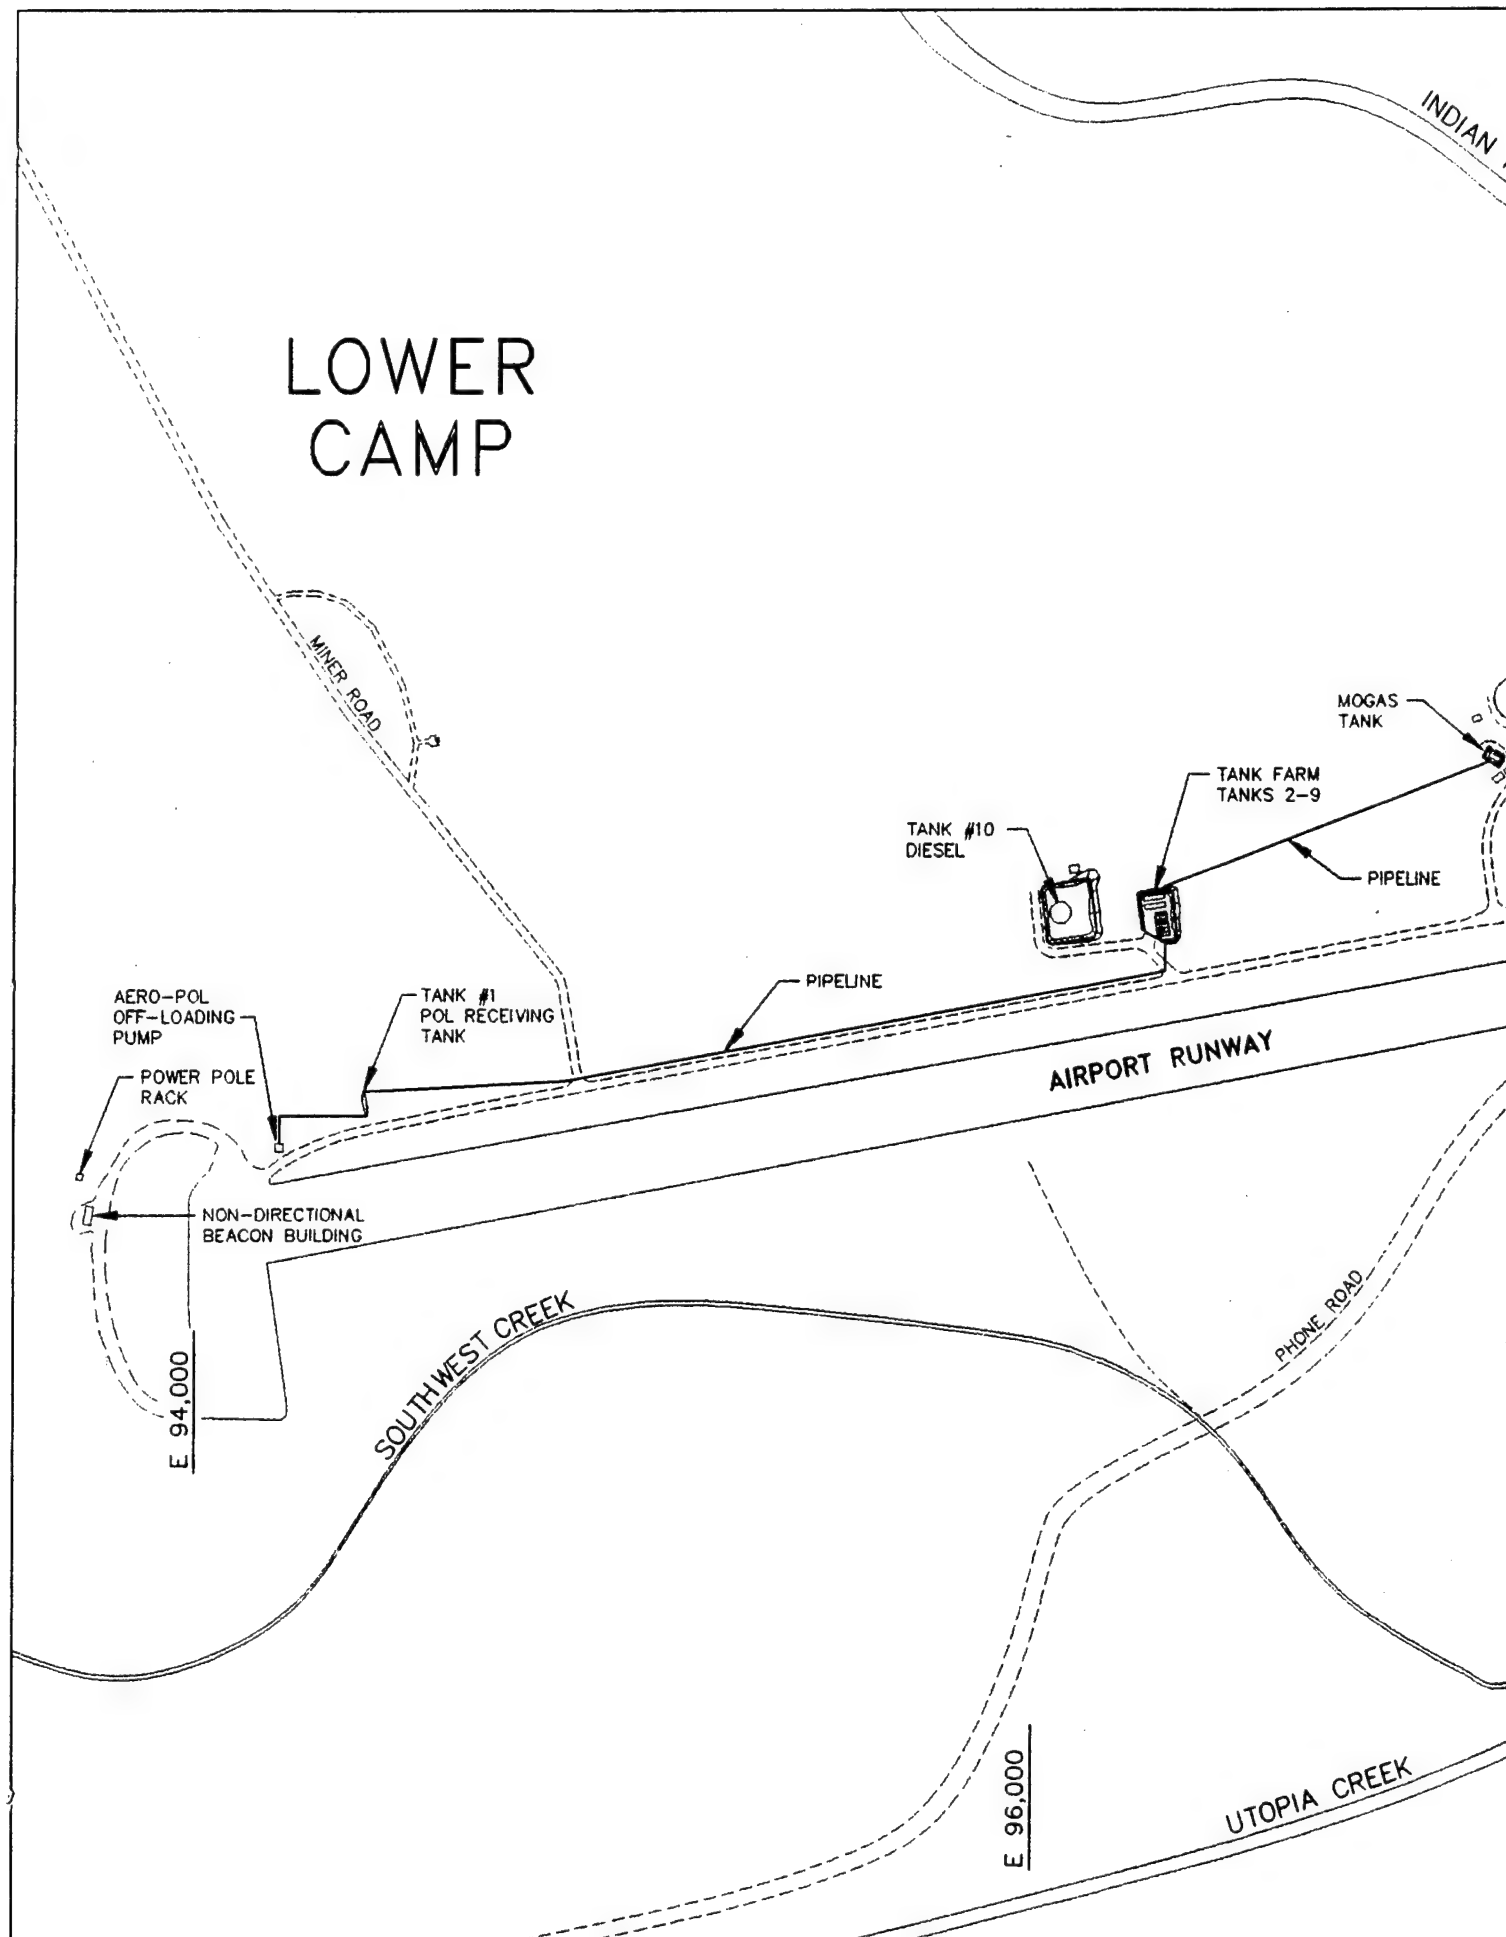 INDIAN
LOWER
CAMP
MINER ROAD
MOGAS
TANK
TANK FARM
TANKS 2-9
TANK #10
DIESEL
PIPELINE
PIPELINE
AERO-POL
OFF-LOADING
PUMP
TANK #1
POL RECEIVING
TANK
POWER POLE
RACK
AIRPORT RUNWAY
NON-DIRECTIONAL
BEACON BUILDING
SOUTHWEST CREEK
PHONE ROAD
E 94,000
E 96,000
UTOPIA CREEK